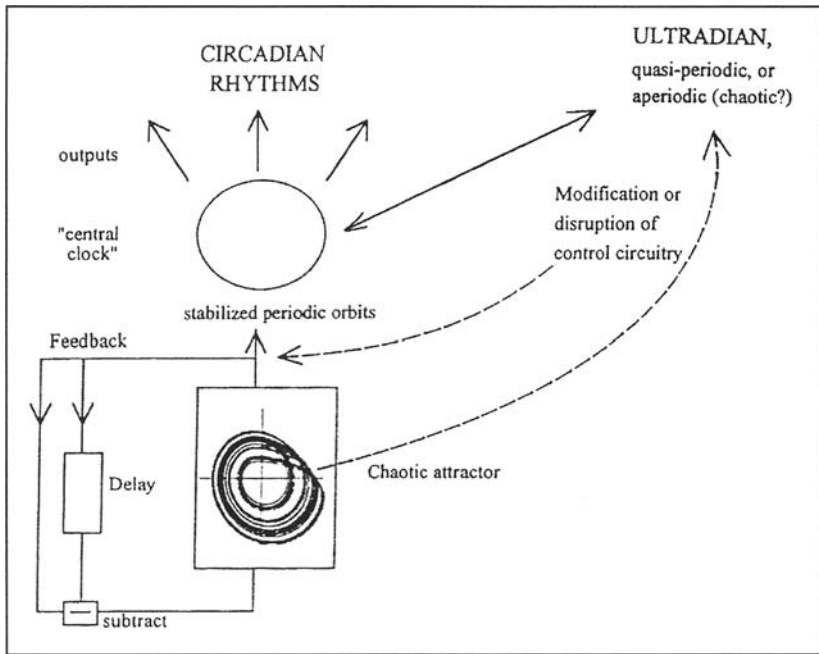 CIRCADIAN
RHYTHMS
ULTRADIAN,
quasi-periodic, or
aperiodic (chaotic?)
outputs
"central
clock"
Modification or
disruption of
control circuitry
stabilized periodic orbits
Feedback
Delay
Chaotic attractor
subtract